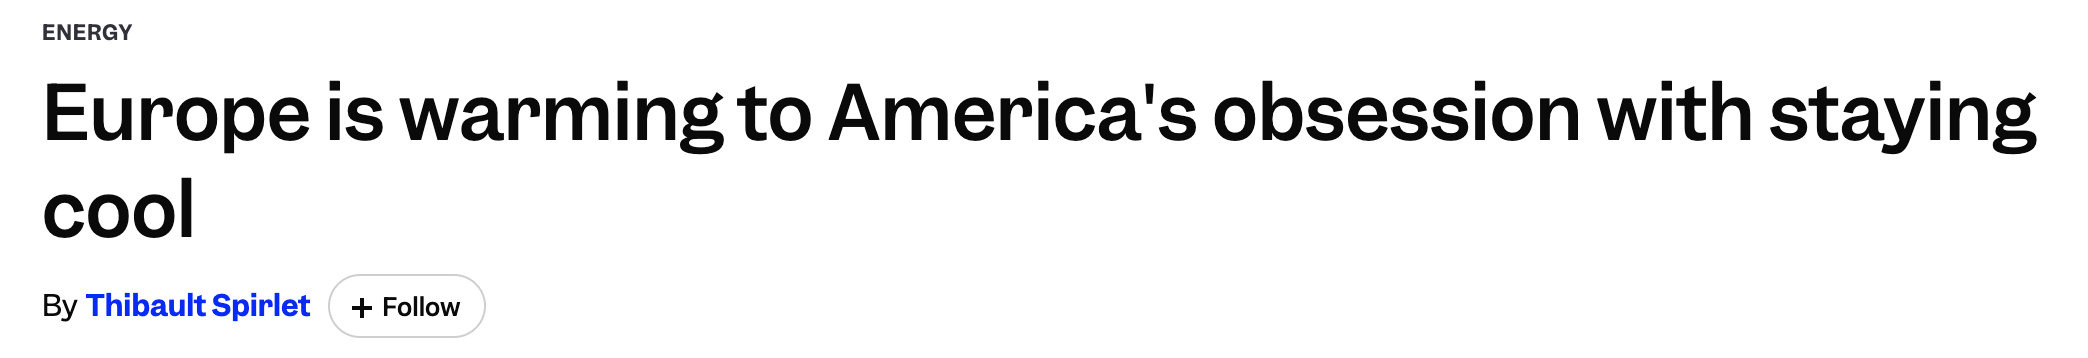 ENERGY
Europe is warming to America's obsession with staying
cool
By Thibault Spirlet + Follow